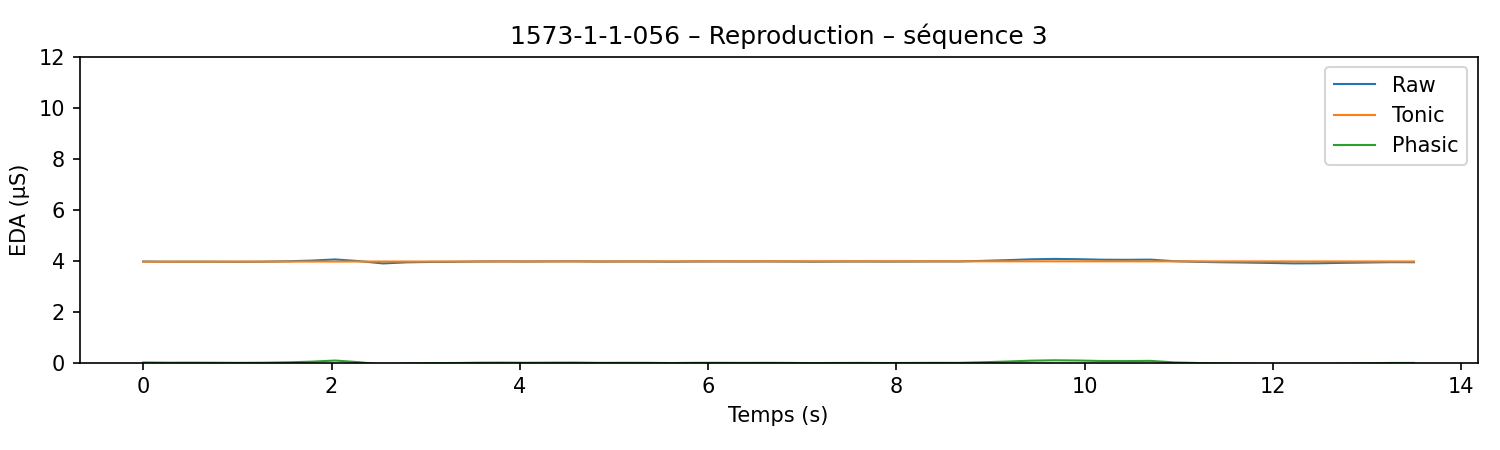 1573-1-1-056 – Reproduction – séquence 3
12
10
8
6
4
2
0
EDA (µS)
Raw
Tonic
Phasic
0 2 4 6 8 10 12 14
Temps (s)